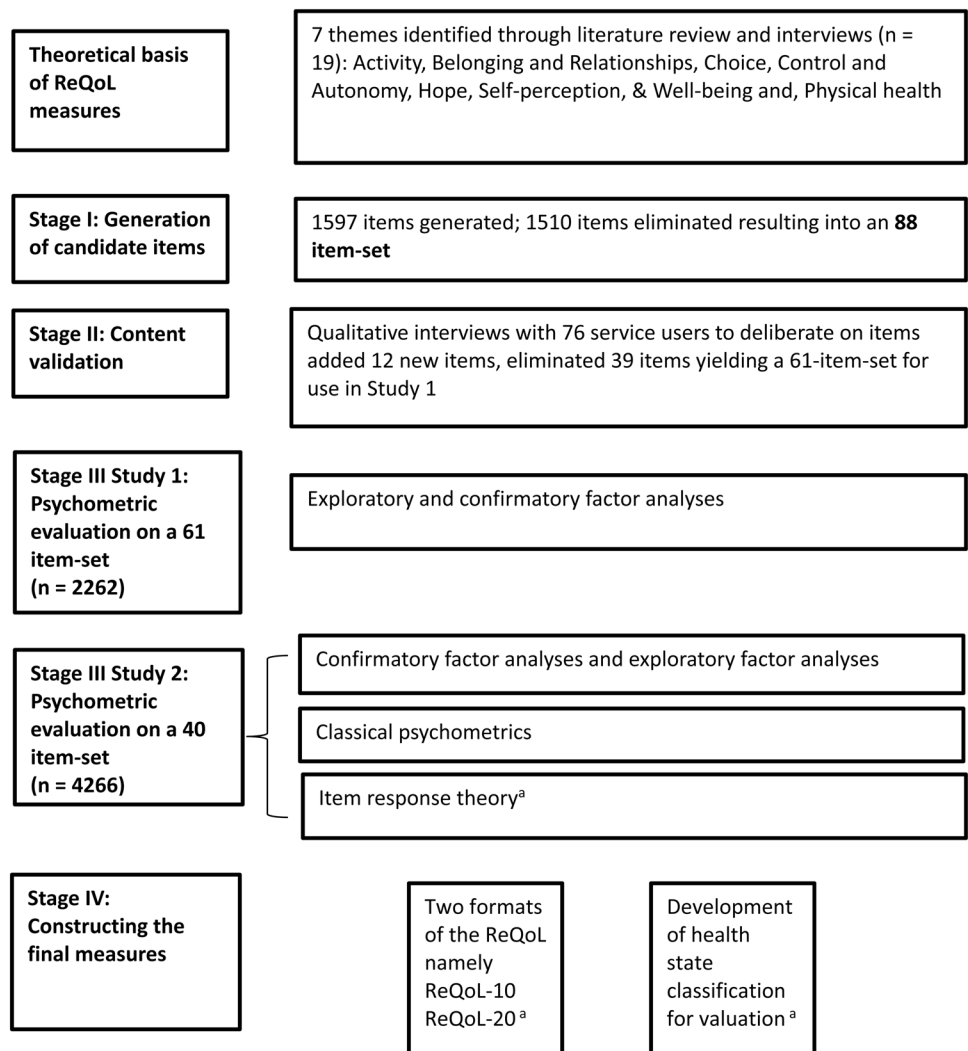 Theoretical basis
of ReQoL
measures
7 themes identified through literature review and interviews (n =
19): Activity, Belonging and Relationships, Choice, Control and
Autonomy, Hope, Self-perception, & Well-being and, Physical health
Stage I: Generation
of candidate items
1597 items generated; 1510 items eliminated resulting into an 88
item-set
Stage II: Content
validation
Qualitative interviews with 76 service users to deliberate on items
added 12 new items, eliminated 39 items yielding a 61-item-set for
use in Study 1
Stage III Study 1:
Psychometric
evaluation on a 61
item-set
(n = 2262)
Exploratory and confirmatory factor analyses
Stage III Study 2:
Psychometric
evaluation on a 40
item-set
(n = 4266)
Confirmatory factor analyses and exploratory factor analyses
Classical psychometrics
Item response theory a
Stage IV:
Constructing the
final measures
Two formats
of the ReQoL
namely
ReQoL-10
ReQoL-20 a
Development
of health
state
classification
for valuation a